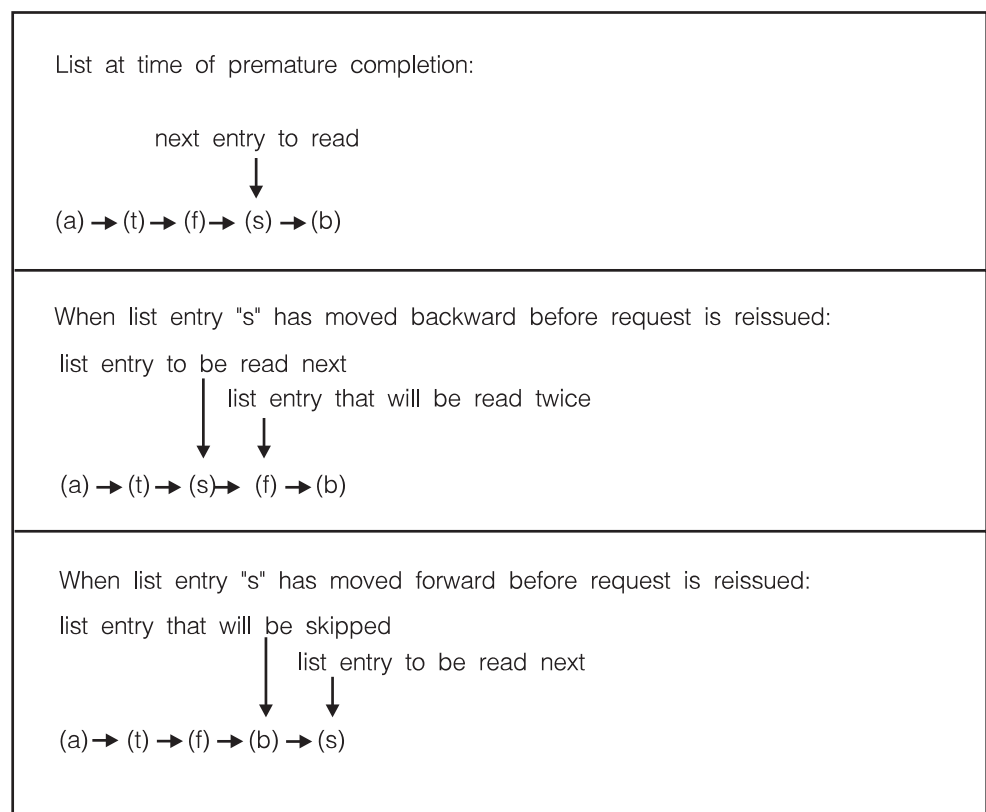 List at time of premature completion:
next entry to read
(a) → (t) → (f) → (s) → (b)
When list entry "s" has moved backward before request is reissued:
list entry to be read next
list entry that will be read twice
(a) → (t) → (s) → (f) → (b)
When list entry "s" has moved forward before request is reissued:
list entry that will be skipped
list entry to be read next
(a) → (t) → (f) → (b) → (s)